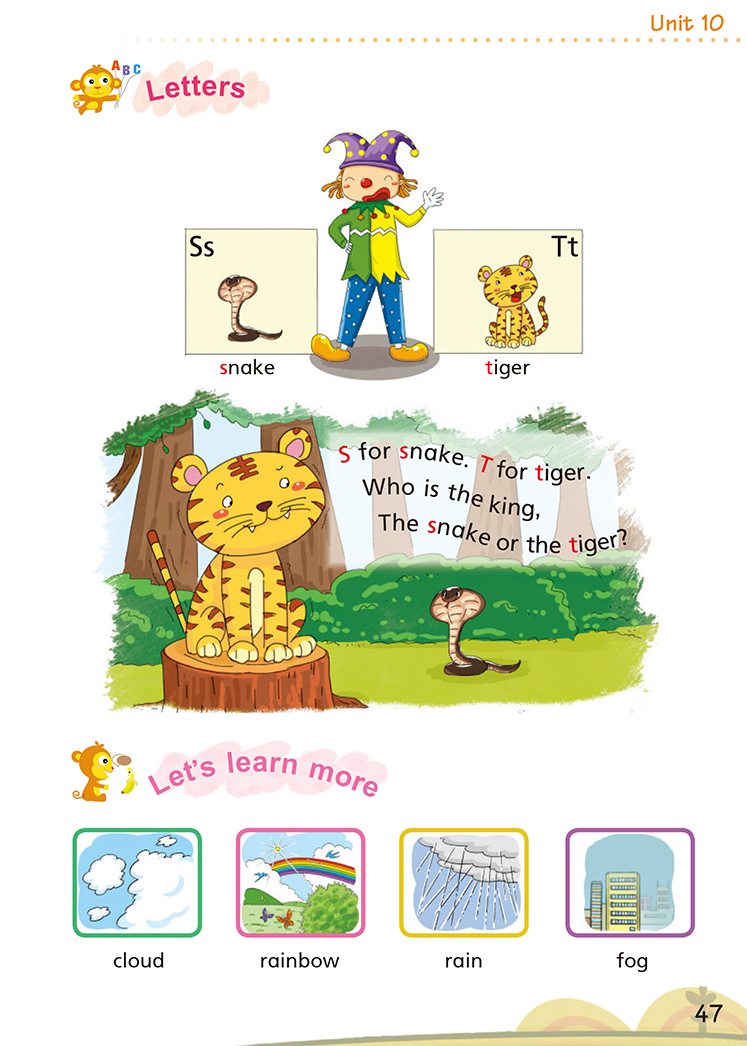 Unit 10
ABC
Letters
Ss
Tt
snake
tiger
S for snake. T for tiger.
Who is the king,
The snake or the tiger?
Let's learn more
cloud
rainbow
rain
fog
47